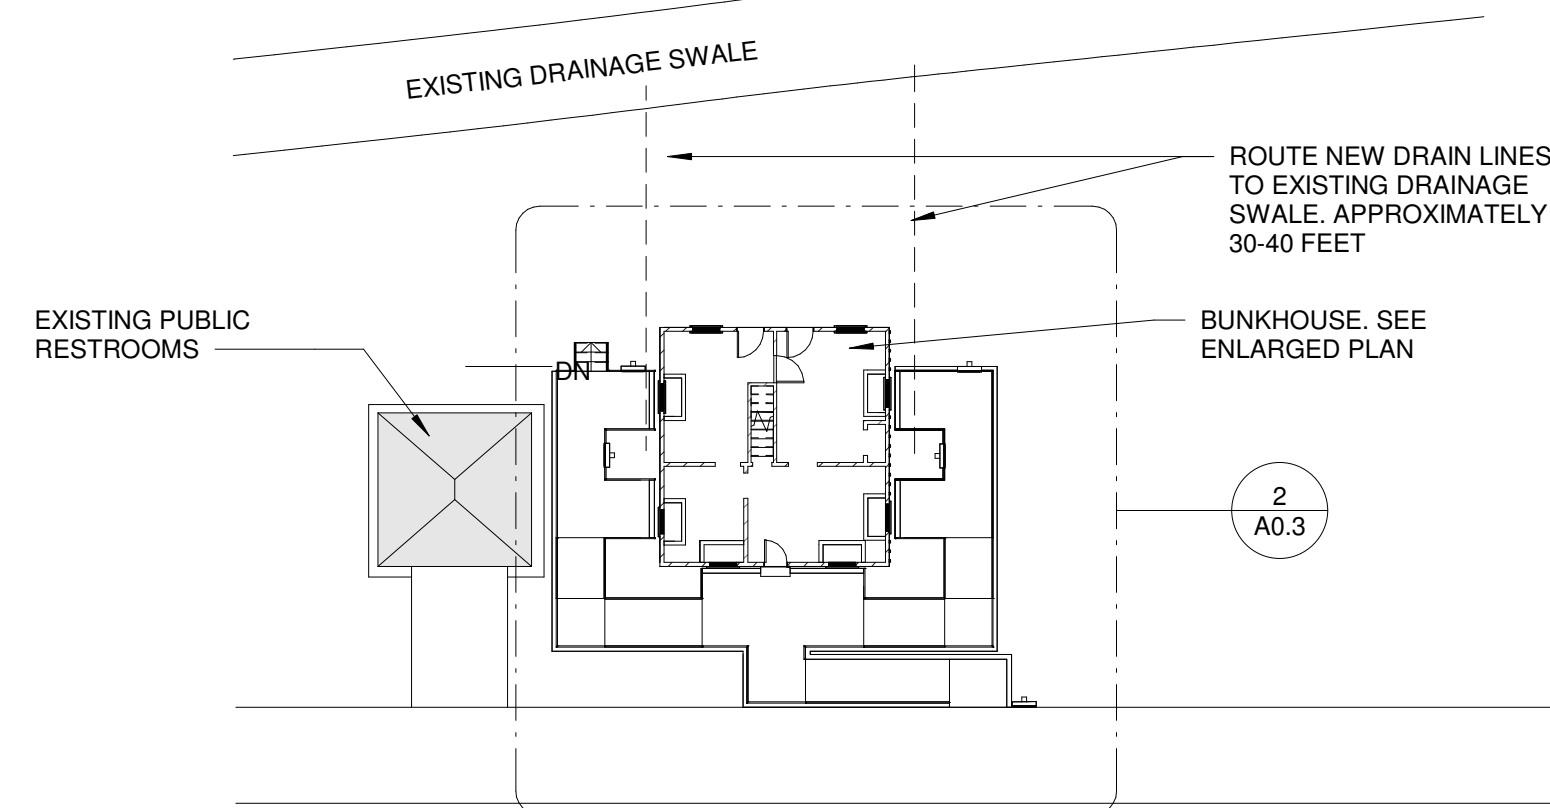 EXISTING DRAINAGE SWALE
ROUTE NEW DRAIN LINES
TO EXISTING DRAINAGE
SWALE. APPROXIMATELY
30-40 FEET
EXISTING PUBLIC
RESTROOMS
BUNKHOUSE. SEE
ENLARGED PLAN
DN
2
A0.3